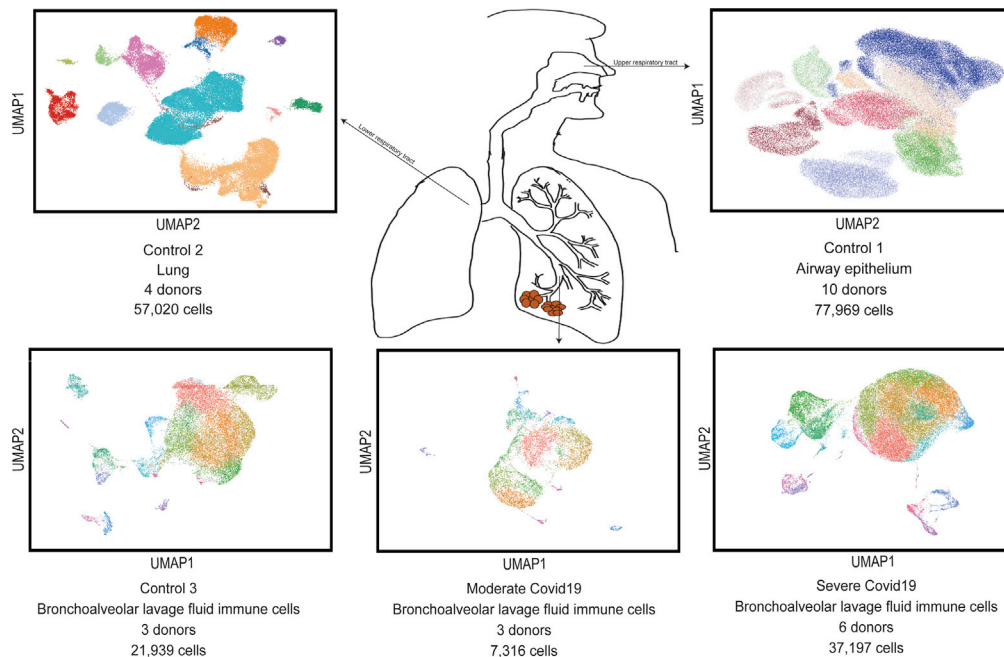 UMAP1
UMAP2
Control 2
Lung
4 donors
57,020 cells
Lower respiratory tract
Upper respiratory tract
UMAP1
UMAP2
Control 1
Airway epithelium
10 donors
77,969 cells
UMAP2
UMAP1
Control 3
Bronchoalveolar lavage fluid immune cells
3 donors
21,939 cells
UMAP2
UMAP1
Moderate Covid19
Bronchoalveolar lavage fluid immune cells
3 donors
7,316 cells
UMAP2
UMAP1
Severe Covid19
Bronchoalveolar lavage fluid immune cells
6 donors
37,197 cells